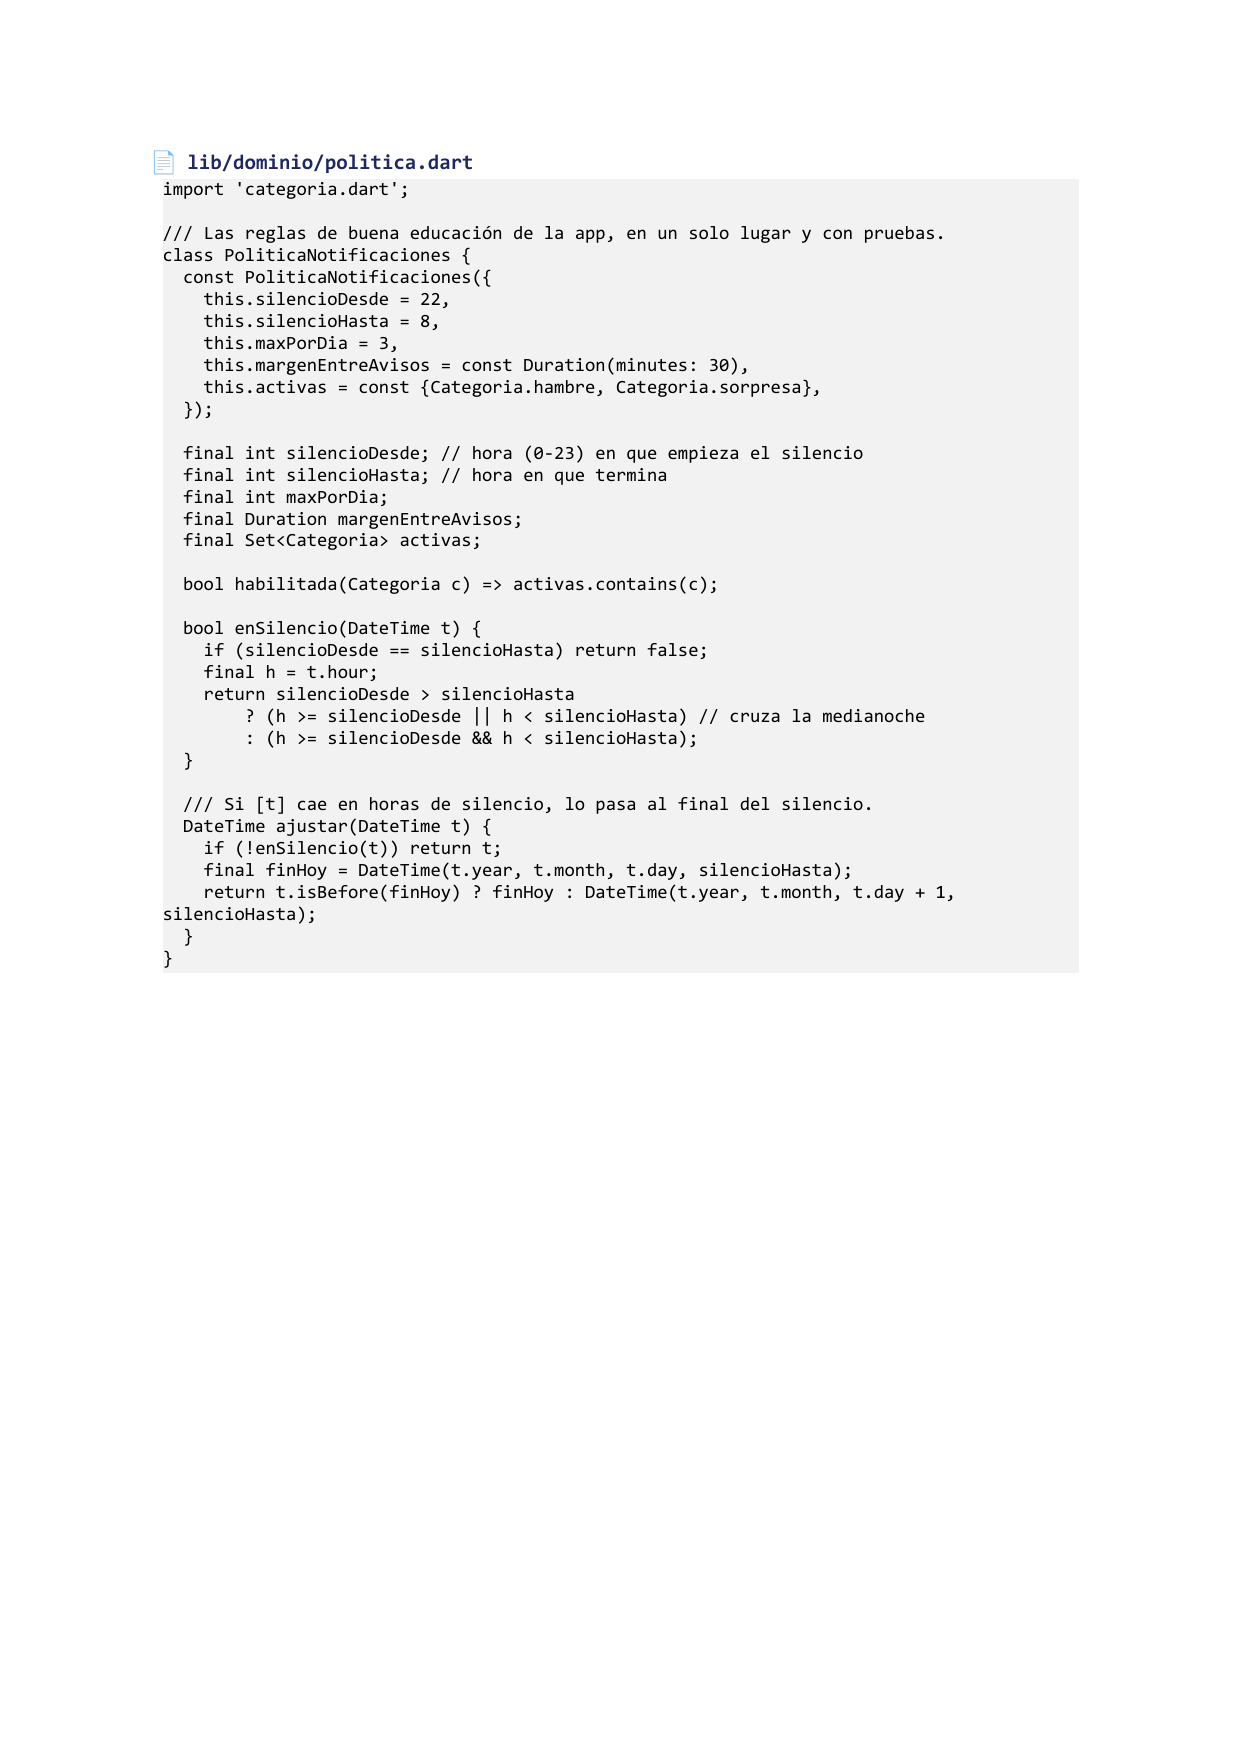 lib/dominio/politica.dart
import 'categoria.dart';

/// Las reglas de buena educación de la app, en un solo lugar y con pruebas.
class PoliticaNotificaciones {
  const PoliticaNotificaciones({
    this.silencioDesde = 22,
    this.silencioHasta = 8,
    this.maxPorDia = 3,
    this.margenEntreAvisos = const Duration(minutes: 30),
    this.activas = const {Categoria.hambre, Categoria.sorpresa},
  });

  final int silencioDesde; // hora (0-23) en que empieza el silencio
  final int silencioHasta; // hora en que termina
  final int maxPorDia;
  final Duration margenEntreAvisos;
  final Set<Categoria> activas;

  bool habilitada(Categoria c) => activas.contains(c);

  bool enSilencio(DateTime t) {
    if (silencioDesde == silencioHasta) return false;
    final h = t.hour;
    return silencioDesde > silencioHasta
        ? (h >= silencioDesde || h < silencioHasta) // cruza la medianoche
        : (h >= silencioDesde && h < silencioHasta);
  }

  /// Si [t] cae en horas de silencio, lo pasa al final del silencio.
  DateTime ajustar(DateTime t) {
    if (!enSilencio(t)) return t;
    final finHoy = DateTime(t.year, t.month, t.day, silencioHasta);
    return t.isBefore(finHoy) ? finHoy : DateTime(t.year, t.month, t.day + 1,
silencioHasta);
  }
}